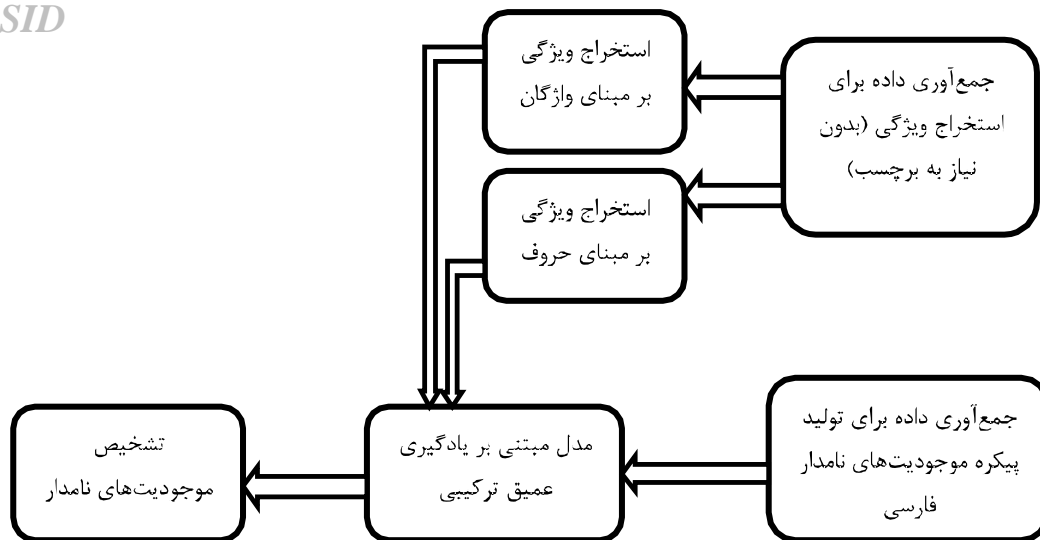 SID
جمع‌آوری داده برای
استخراج ویژگی (بدون
نیاز به برچسب)
استخراج ویژگی
بر مبنای واژگان
استخراج ویژگی
بر مبنای حروف
جمع‌آوری داده برای تولید
پیکره موجودیت‌های نامدار
فارسی
مدل مبتنی بر یادگیری
عمیق ترکیبی
تشخیص
موجودیت‌های نامدار